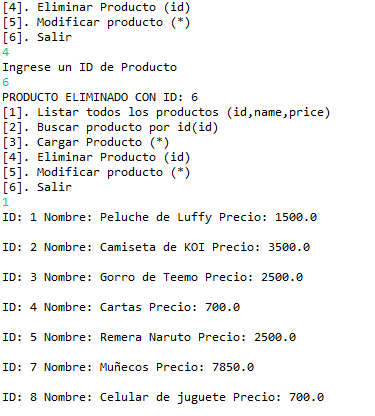 [4]. Eliminar Producto (id)
[5]. Modificar producto (*)
[6]. Salir
4
Ingrese un ID de Producto
6
PRODUCTO ELIMINADO CON ID: 6
[1]. Listar todos los productos (id,name,price)
[2]. Buscar producto por id(id)
[3]. Cargar Producto (*)
[4]. Eliminar Producto (id)
[5]. Modificar producto (*)
[6]. Salir
1
ID: 1 Nombre: Peluche de Luffy Precio: 1500.0
ID: 2 Nombre: Camiseta de KOI Precio: 3500.0
ID: 3 Nombre: Gorro de Teemo Precio: 2500.0
ID: 4 Nombre: Cartas Precio: 700.0
ID: 5 Nombre: Remera Naruto Precio: 2500.0
ID: 7 Nombre: Muñecos Precio: 7850.0
ID: 8 Nombre: Celular de juguete Precio: 700.0